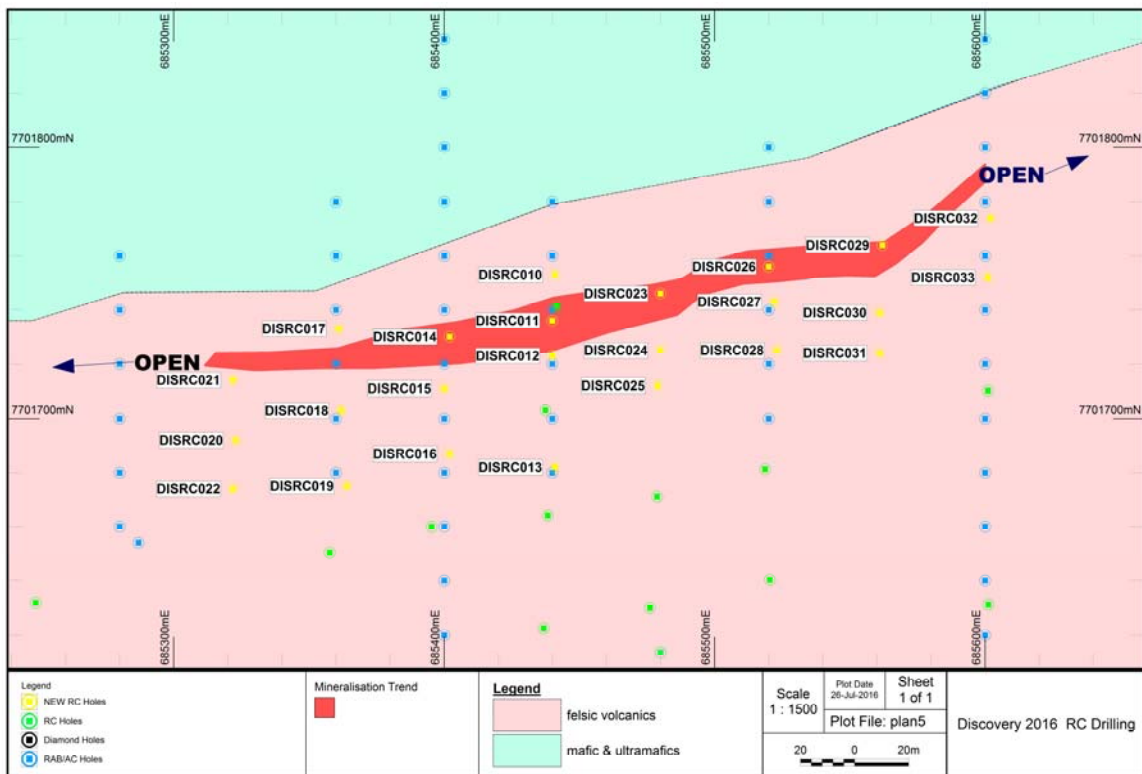 685300mE
685400mE
685500mE
685600mE
7701800mN
7701800mN
OPEN
DISRC032
DISRC029
DISRC026
DISRC010
DISRC033
DISRC023
DISRC027
DISRC030
DISRC011
DISRC017
DISRC014
DISRC012
DISRC024
DISRC028
DISRC031
OPEN
DISRC021
DISRC015
DISRC025
7701700mN
7701700mN
DISRC018
DISRC020
DISRC016
DISRC013
DISRC022
DISRC019
685300mE
685400mE
685500mE
685600mE
Legend
NEW RC Holes
RC Holes
Diamond Holes
RAB/AC Holes
Mineralisation Trend
Legend
felsic volcanics
mafic & ultramafics
Scale
1 : 1500
Plot Date
26-Jul-2016
Sheet
1 of 1
Plot File: plan5
20 0 20m
Discovery 2016 RC Drilling